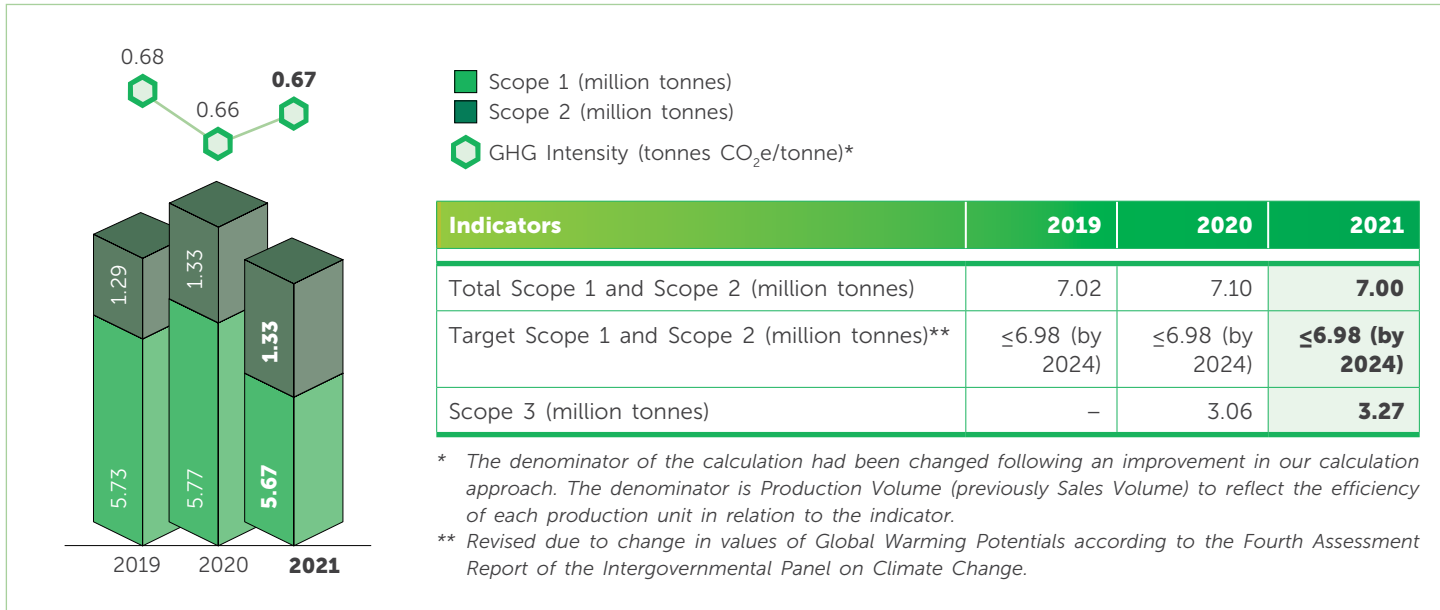 0.68
0.66
0.67
Scope 1 (million tonnes)
Scope 2 (million tonnes)
GHG Intensity (tonnes CO₂e/tonne)*
1.29
1.33
1.33
5.73
5.77
5.67
2019
2020
2021
Indicators 2019 2020 2021
Total Scope 1 and Scope 2 (million tonnes) 7.02 7.10 7.00
Target Scope 1 and Scope 2 (million tonnes)** ≤6.98 (by ≤6.98 (by ≤6.98 (by
2024) 2024) 2024)
Scope 3 (million tonnes) – 3.06 3.27
* The denominator of the calculation had been changed following an improvement in our calculation
approach. The denominator is Production Volume (previously Sales Volume) to reflect the efficiency
of each production unit in relation to the indicator.
** Revised due to change in values of Global Warming Potentials according to the Fourth Assessment
Report of the Intergovernmental Panel on Climate Change.